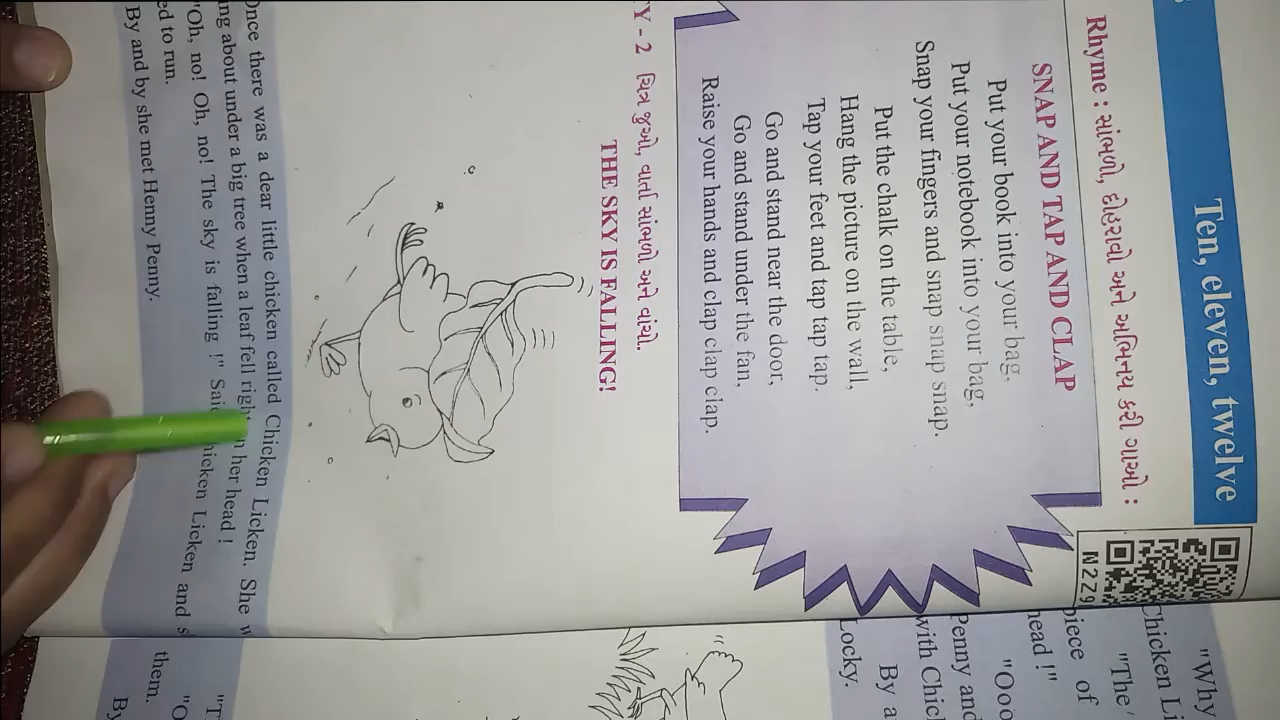 Ten, eleven, twelve
Rhyme : સાંભળો, દોહરાવો અને અભિનય કરી ગાઓ :
SNAP AND TAP AND CLAP
Put your book into your bag,
Put your notebook into your bag,
Snap your fingers and snap snap snap.
Put the chalk on the table,
Hang the picture on the wall,
Tap your feet and tap tap tap.
Go and stand near the door,
Go and stand under the fan,
Raise your hands and clap clap clap.
N2Z9
Y - 2 ચિત્ર જુઓ, વાર્તા સાંભળો અને વાંચો.
THE SKY IS FALLING!
Once there was a dear little chicken called Chicken Licken. She
ng about under a big tree when a leaf fell right on her head !
"Oh, no! Oh, no! The sky is falling !" Said Chicken Licken and
ed to run.
By and by she met Henny Penny.
"Why
Chicken Li
"The
piece of
head !"
"Ooo
Penny and
with Chic
By a
Locky.
them.
"O
By